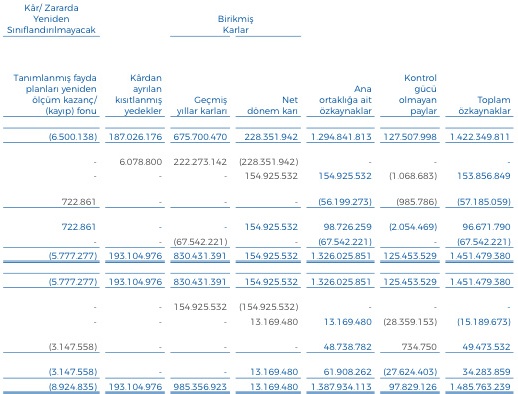 Kâr/ Zararda
Yeniden
Sınıflandırılmayacak
Birikmiş
Karlar
Tanımlanmış fayda
planları yeniden
ölçüm kazanç/
(kayıp) fonu
Kârdan
ayrılan
kısıtlanmış
yedekler
Geçmiş
yıllar karları
Net
dönem karı
Ana
ortaklığa ait
özkaynaklar
Kontrol
gücü
olmayan
paylar
Toplam
özkaynaklar
(6.500.138) 187.026.176 675.700.470 228.351.942 1.294.841.813 127.507.998 1.422.349.811
- 6.078.800 222.273.142 (228.351.942) - - -
- - - 154.925.532 154.925.532 (1.068.683) 153.856.849
722.861 - - - (56.199.273) (985.786) (57.185.059)
722.861 - - 154.925.532 98.726.259 (2.054.469) 96.671.790
- - (67.542.221) - (67.542.221) - (67.542.221)
(5.777.277) 193.104.976 830.431.391 154.925.532 1.326.025.851 125.453.529 1.451.479.380
(5.777.277) 193.104.976 830.431.391 154.925.532 1.326.025.851 125.453.529 1.451.479.380
- - 154.925.532 (154.925.532) - - -
- - - 13.169.480 13.169.480 (28.359.153) (15.189.673)
(3.147.558) - - - 48.738.782 734.750 49.473.532
(3.147.558) - - 13.169.480 61.908.262 (27.624.403) 34.283.859
(8.924.835) 193.104.976 985.356.923 13.169.480 1.387.934.113 97.829.126 1.485.763.239